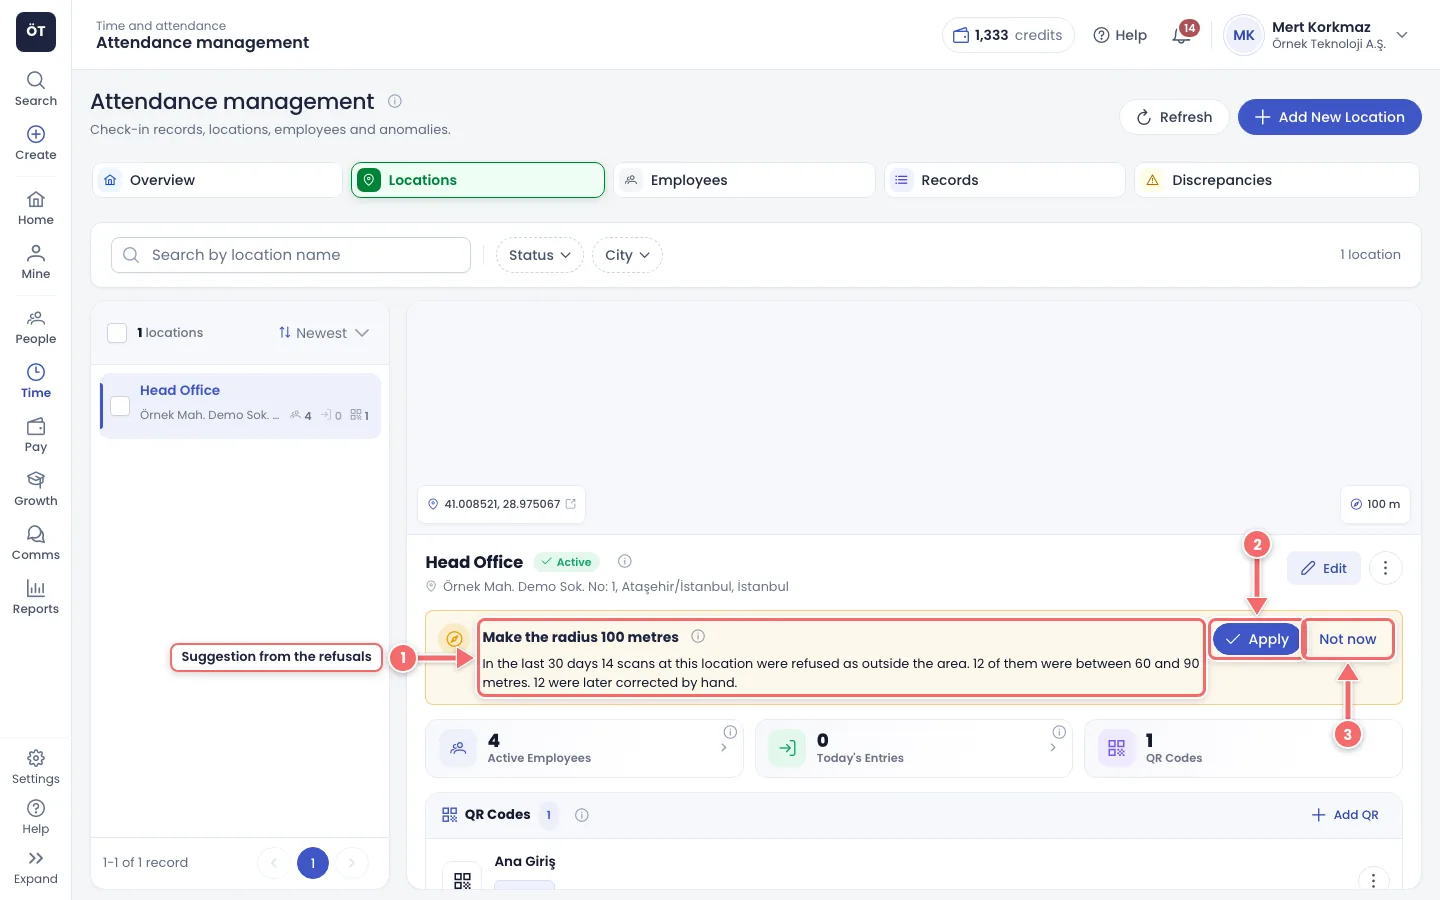 ÖT
Search
Create
Home
Mine
People
Time
Pay
Growth
Comms
Reports
Settings
Help
Expand
Time and attendance
Attendance management
1,333 credits
Help
14
MK
Mert Korkmaz
Örnek Teknoloji A.Ş.
Attendance management
Check-in records, locations, employees and anomalies.
Refresh
Add New Location
Overview
Locations
Employees
Records
Discrepancies
Search by location name
Status
City
1 location
1 locations
Newest
Head Office
Örnek Mah. Demo Sok. ...
4
0
1
1-1 of 1 record
1
41.008521, 28.975067
100 m
Head Office
Active
Örnek Mah. Demo Sok. No: 1, Ataşehir/İstanbul, İstanbul
Edit
2
Suggestion from the refusals
1
Make the radius 100 metres
In the last 30 days 14 scans at this location were refused as outside the area. 12 of them were between 60 and 90
metres. 12 were later corrected by hand.
Apply
Not now
3
4
Active Employees
0
Today's Entries
1
QR Codes
QR Codes 1
Add QR
Ana Giriş